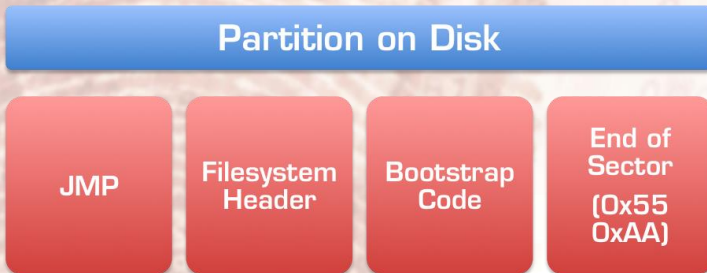 Partition on Disk
JMP
Filesystem
Header
Bootstrap
Code
End of
Sector
(0x55
0xAA)